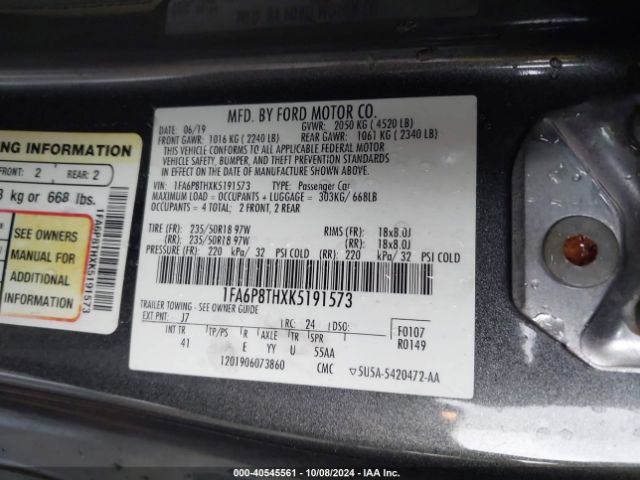 MFD. BY FORD MOTOR CO.
DATE: 06/19 GVWR: 2050 KG ( 4520 LB)
FRONT GAWR: 1016 KG ( 2240 LB) REAR GAWR: 1061 KG ( 2340 LB)
THIS VEHICLE CONFORMS TO ALL APPLICABLE FEDERAL MOTOR
VEHICLE SAFETY, BUMPER, AND THEFT PREVENTION STANDARDS
IN EFFECT ON THE DATE OF MANUFACTURE SHOWN ABOVE.
VIN: 1FA6P8THXK5191573 TYPE: Passenger Car
MAXIMUM LOAD = OCCUPANTS + LUGGAGE = 303KG/ 668LB
OCCUPANTS = 4 TOTAL; 2 FRONT, 2 REAR
TIRE (FR): 235/50R18 97W RIMS (FR): 18x8.0J
(RR): 235/50R18 97W (RR): 18x8.0J
PRESSURE (FR): 220 kPa/ 32 PSI COLD (RR): 220 kPa/ 32 PSI COLD
1FA6P8THXK5191573
TRAILER TOWING - SEE OWNER GUIDE
EXT PNT: J7 RC: 24 DSO: F0107
INT TR TP/PS R AXLE TR SPR R0149
41 A E YY U 55AA
1201906073860 CMC ▽5U5A-5420472-AA
NG INFORMATION
FRONT: 2 REAR: 2
kg or 668 lbs.
SEE OWNERS
MANUAL FOR
ADDITIONAL
INFORMATION
1FA6P8THXK5191573
000-40545561 - 10/08/2024 - IAA Inc.